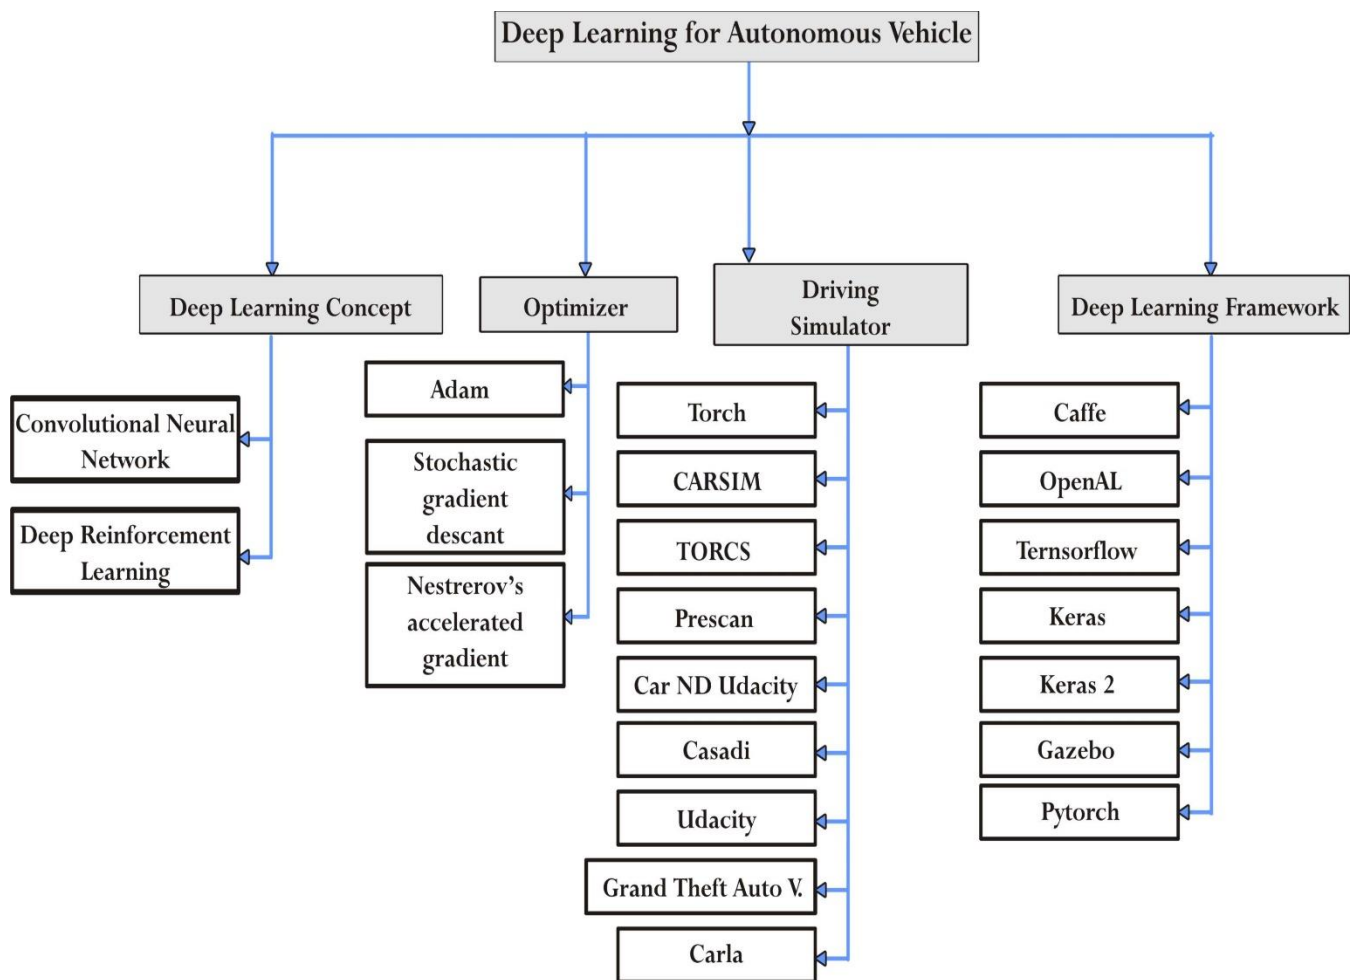 Deep Learning for Autonomous Vehicle
Deep Learning Concept
Convolutional Neural
Network
Deep Reinforcement
Learning
Optimizer
Adam
Stochastic
gradient
descant
Nestrerov's
accelerated
gradient
Driving
Simulator
Torch
CARSIM
TORCS
Prescan
Car ND Udacity
Casadi
Udacity
Grand Theft Auto V.
Carla
Deep Learning Framework
Caffe
OpenAL
Ternsorflow
Keras
Keras 2
Gazebo
Pytorch